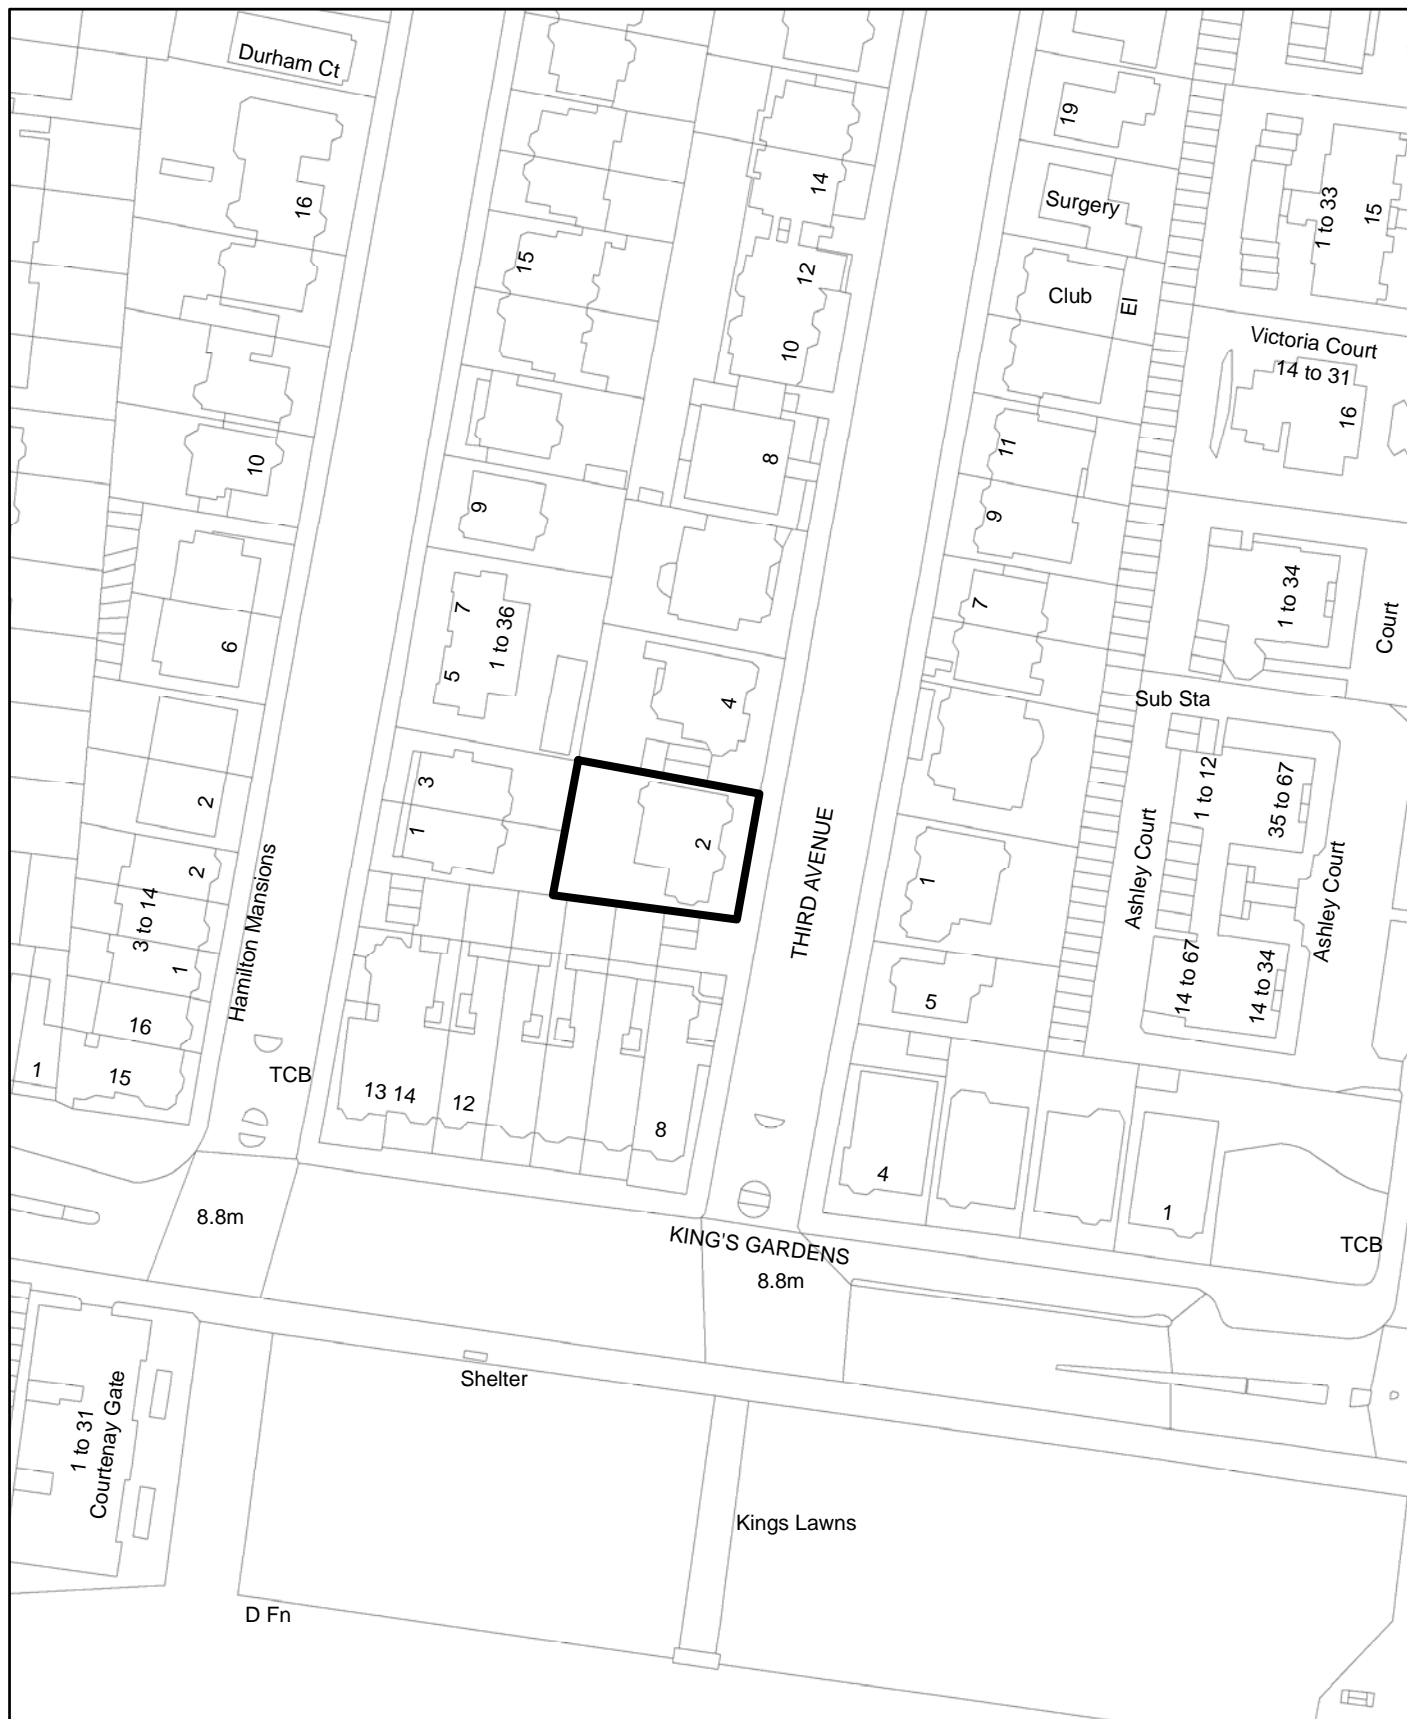 Durham Ct
16
19
14
Surgery
1 to 33
15
15
12
Club
El
10
Victoria Court
14 to 31
16
11
10
8
9
9
1 to 34
7
1 to 36
5
7
6
Court
4
Sub Sta
3
1
2
2
1 to 12
35 to 67
THIRD AVENUE
Ashley Court
Ashley Court
1
2
3 to 14
1
Hamilton Mansions
14 to 67
14 to 34
5
16
1
15
TCB
13 14
12
8
4
1
8.8m
KING'S GARDENS
8.8m
TCB
Shelter
1 to 31
Courtenay Gate
Kings Lawns
D Fn